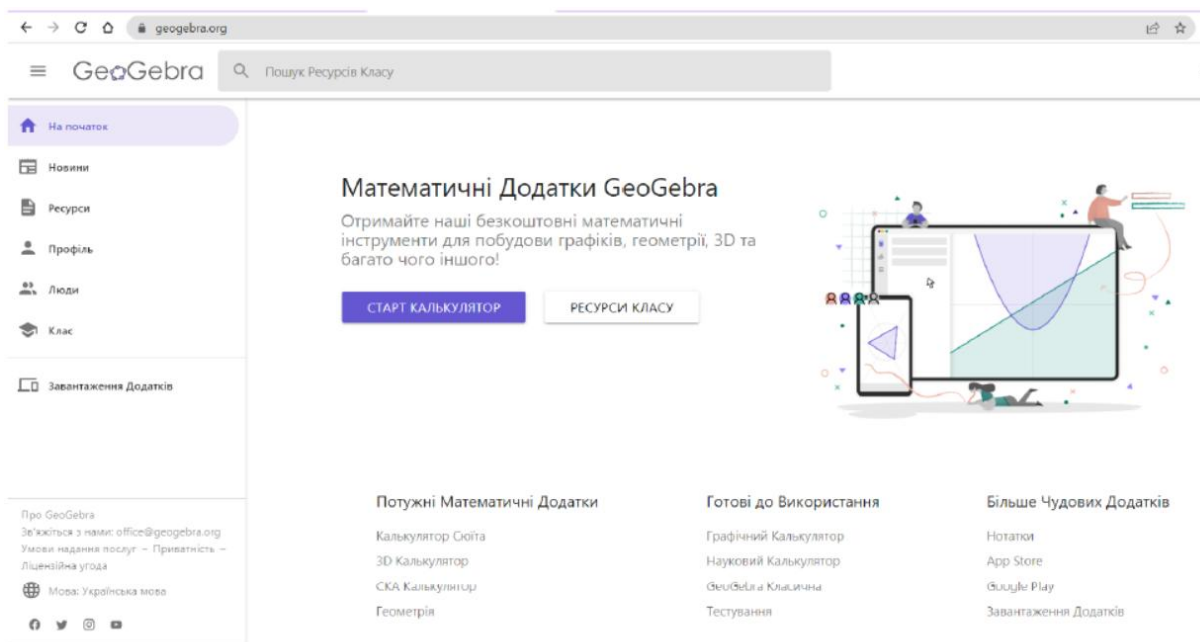 geogebra.org
GeoGebra
Пошук Ресурсів Класу
На початок
Новини
Ресурси
Профіль
Люди
Клас
Завантаження Додатків
Математичні Додатки GeoGebra
Отримайте наші безкоштовні математичні
інструменти для побудови графіків, геометрії, 3D та
багато чого іншого!
СТАРТ КАЛЬКУЛЯТОР
РЕСУРСИ КЛАСУ
Потужні Математичні Додатки
Калькулятор Сюїта
3D Калькулятор
СКА Калькулятор
Геометрія
Готові до Використання
Графічний Калькулятор
Науковий Калькулятор
GeoGebra Класична
Тестування
Більше Чудових Додатків
Нотатки
App Store
Google Play
Завантаження Додатків
Про GeoGebra
Зв'яжіться з нами: office@geogebra.org
Умови надання послуг – Приватність –
Ліцензійна угода
Мова: Українська мова